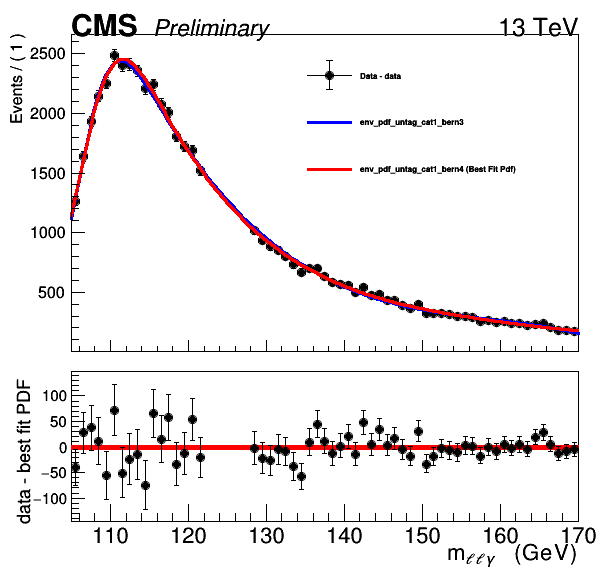 CMS Preliminary 13 TeV
Events / ( 1 )
2500
2000
1500
1000
500
Data - data
env_pdf_untag_cat1_bern3
env_pdf_untag_cat1_bern4 (Best Fit Pdf)
data - best fit PDF
100
50
0
−50
−100
110 120 130 140 150 160 170
m_ℓℓγ (GeV)